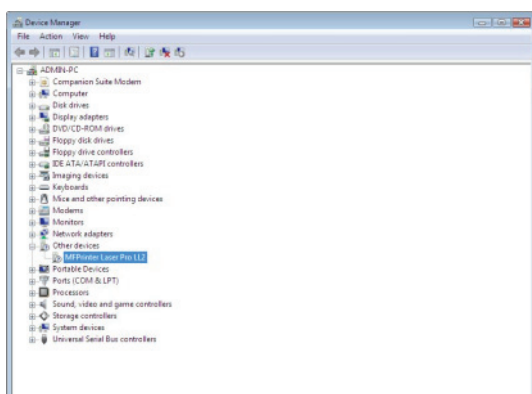 Device Manager
File Action View Help
ADMIN-PC
Companion Suite Modem
Computer
Disk drives
Display adapters
DVD/CD-ROM drives
Floppy disk drives
Floppy drive controllers
IDE ATA/ATAPI controllers
Imaging devices
Keyboards
Mice and other pointing devices
Modems
Monitors
Network adapters
Other devices
MFPrinter Laser Pro LL2
Portable Devices
Ports (COM & LPT)
Processors
Sound, video and game controllers
Storage controllers
System devices
Universal Serial Bus controllers